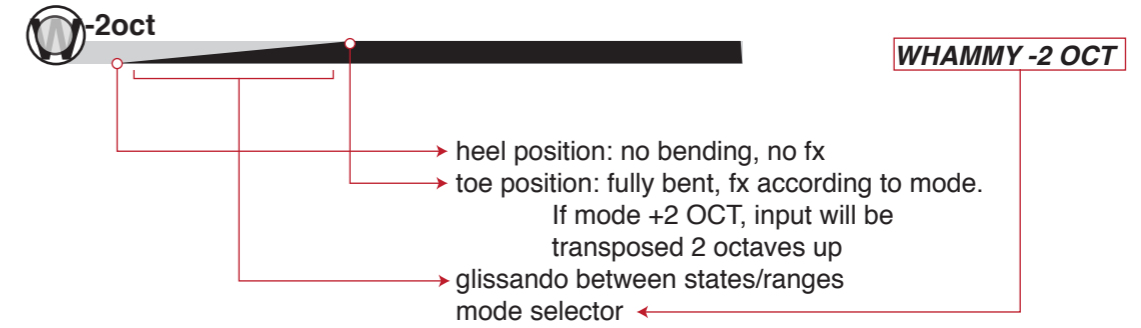 W -2oct
WHAMMY -2 OCT
heel position: no bending, no fx
toe position: fully bent, fx according to mode.
If mode +2 OCT, input will be
transposed 2 octaves up
glissando between states/ranges
mode selector